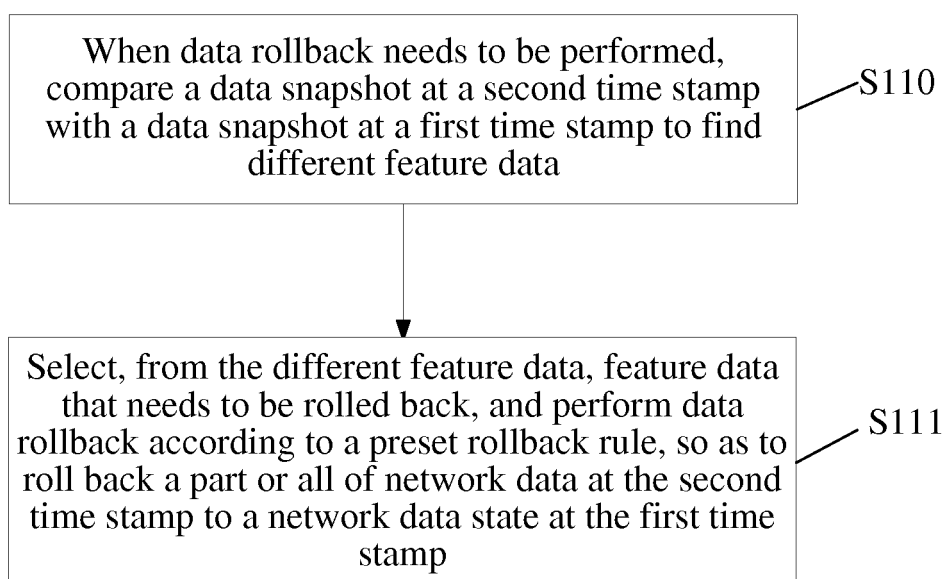 When data rollback needs to be performed,
compare a data snapshot at a second time stamp
with a data snapshot at a first time stamp to find
different feature data
S110
Select, from the different feature data, feature data
that needs to be rolled back, and perform data
rollback according to a preset rollback rule, so as to
roll back a part or all of network data at the second
time stamp to a network data state at the first time
stamp
S111